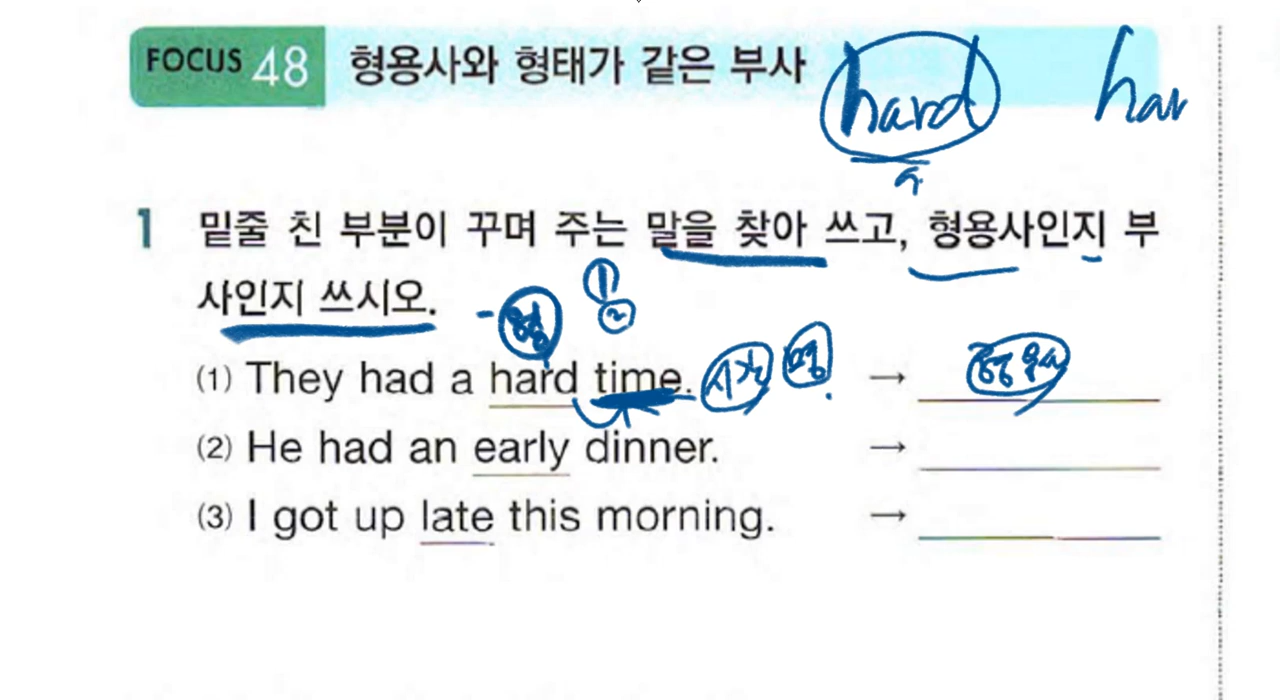 FOCUS 48 형용사와 형태가 같은 부사 hard har
1 밑줄 친 부분이 꾸며 주는 말을 찾아 쓰고, 형용사인지 부
사인지 쓰시오. 형 1 2
(1) They had a hard time. 시간 명 → 형용사
(2) He had an early dinner. →
(3) I got up late this morning. →